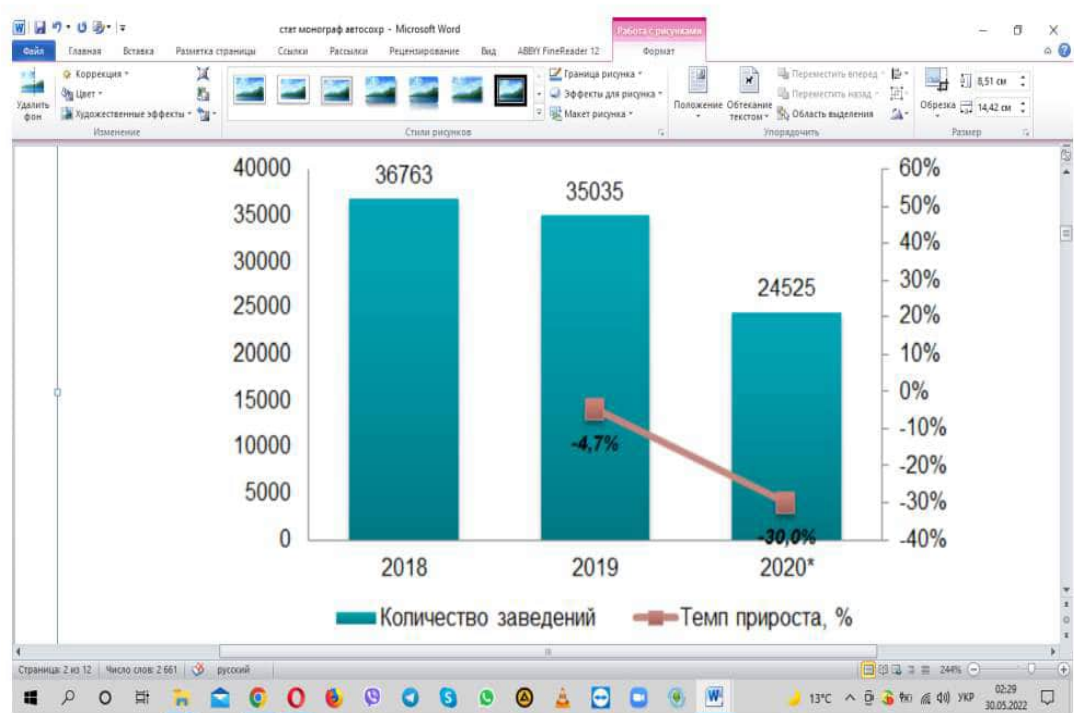 стат монограф автосохр - Microsoft Word
Работа с рисунками
Файл Главная Вставка Разметка страницы Ссылки Рассылки Рецензирование Вид ABBYY FineReader 12 Формат
Удалить фон
Коррекция
Цвет
Художественные эффекты
Изменение
Стили рисунков
Граница рисунка
Эффекты для рисунка
Макет рисунка
Положение
Обтекание текстом
Переместить вперед
Переместить назад
Область выделения
Упорядочить
Обрезка
8,51 см
14,42 см
Размер
40000
35000
30000
25000
20000
15000
10000
5000
0
36763
35035
24525
-4,7%
-30,0%
60%
50%
40%
30%
20%
10%
0%
-10%
-20%
-30%
-40%
2018 2019 2020*
Количество заведений Темп прироста, %
Страница: 2 из 12 Число слов: 2 661 русский 244%
13°C УКР 02:29
30.05.2022